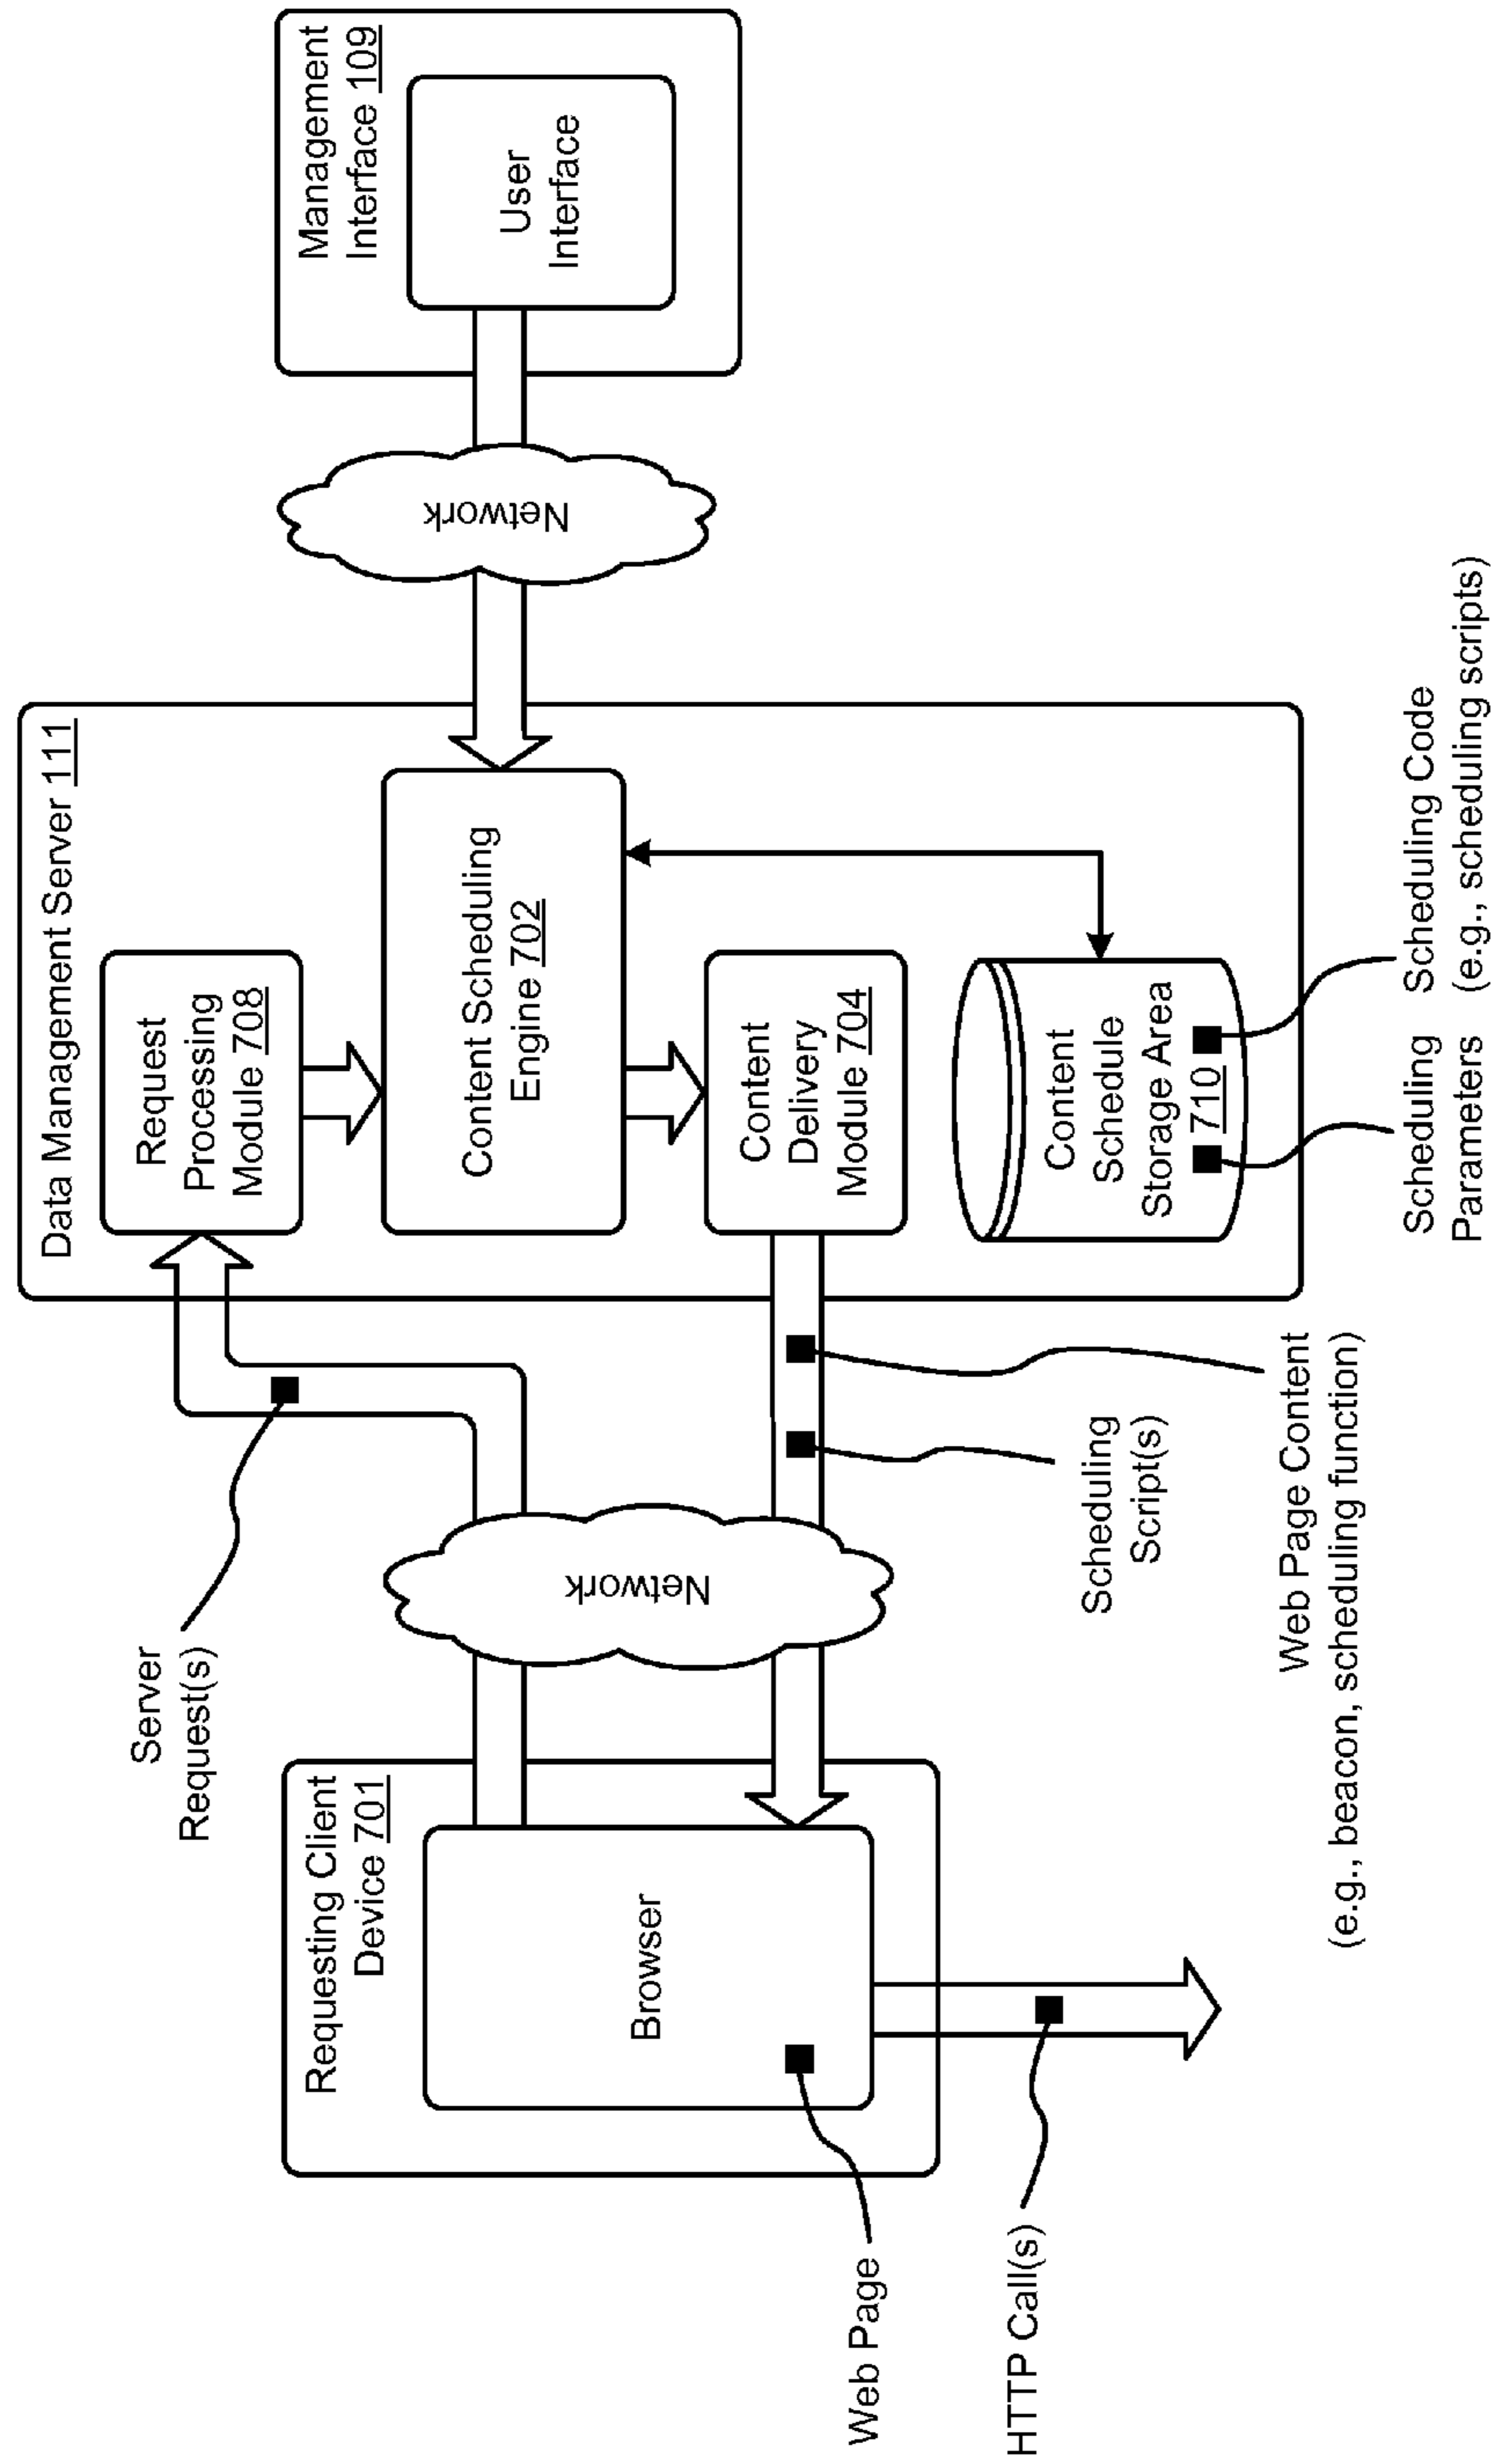 Data Management Server 111
Server
Request(s)
Request
Processing
Module 708
Management
Interface 109
Requesting Client
Device 701
User
Interface
Network
Content Scheduling
Engine 702
Network
Browser
Content
Delivery
Module 704
Web Page
HTTP Call(s)
Scheduling
Script(s)
Content
Schedule
Storage Area
710
Web Page Content
(e.g., beacon, scheduling function)
Scheduling
Parameters
Scheduling Code
(e.g., scheduling scripts)